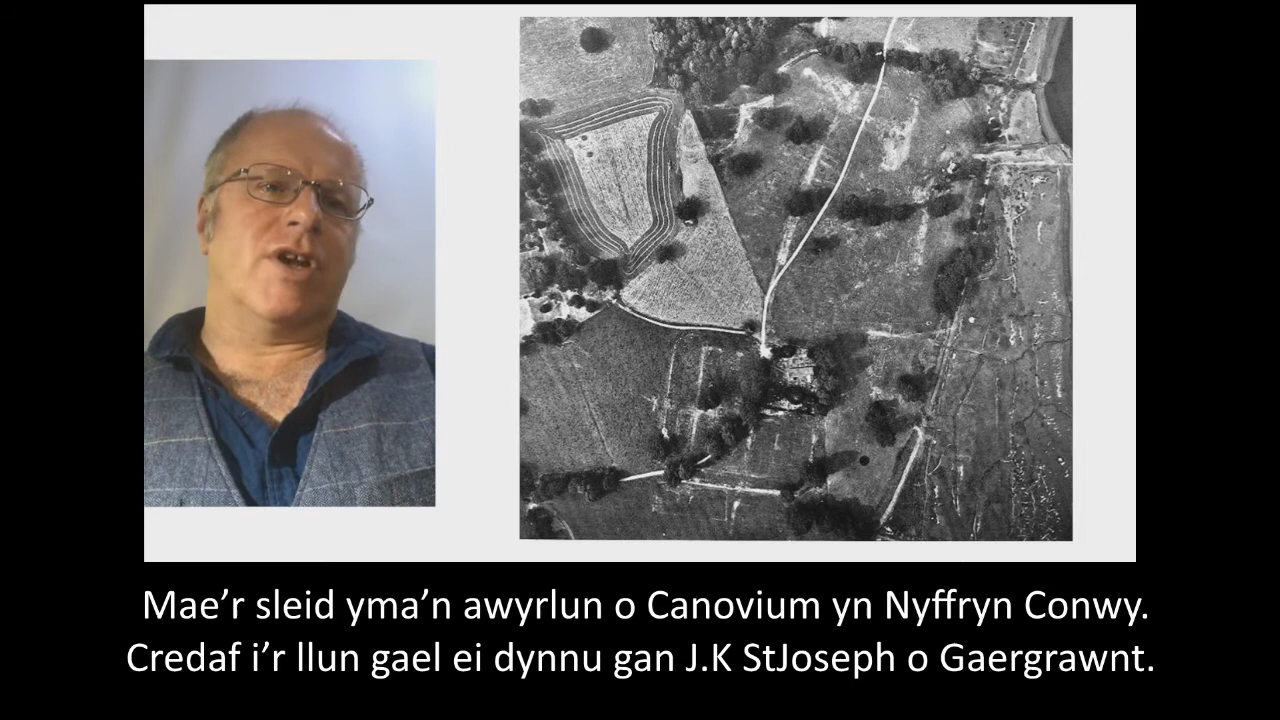 Mae’r sleid yma’n awyrlun o Canovium yn Nyffryn Conwy.
Credaf i’r llun gael ei dynnu gan J.K StJoseph o Gaergrawnt.